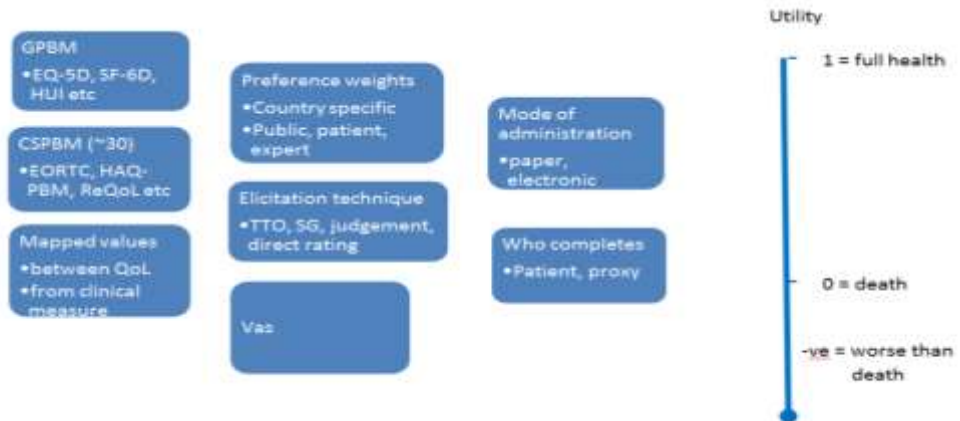 GPBM
•EQ-5D, SF-6D,
HUI etc
CSPBM (~30)
•EORTC, HAQ-
PBM, ReQoL etc
Mapped values
•between QoL
•from clinical
measure
Preference weights
•Country specific
•Public, patient,
expert
Elicitation technique
•TTO, SG, judgement,
direct rating
Vas
Mode of
administration
•paper,
electronic
Who completes
•Patient, proxy
Utility
1 = full health
0 = death
-ve = worse than
death